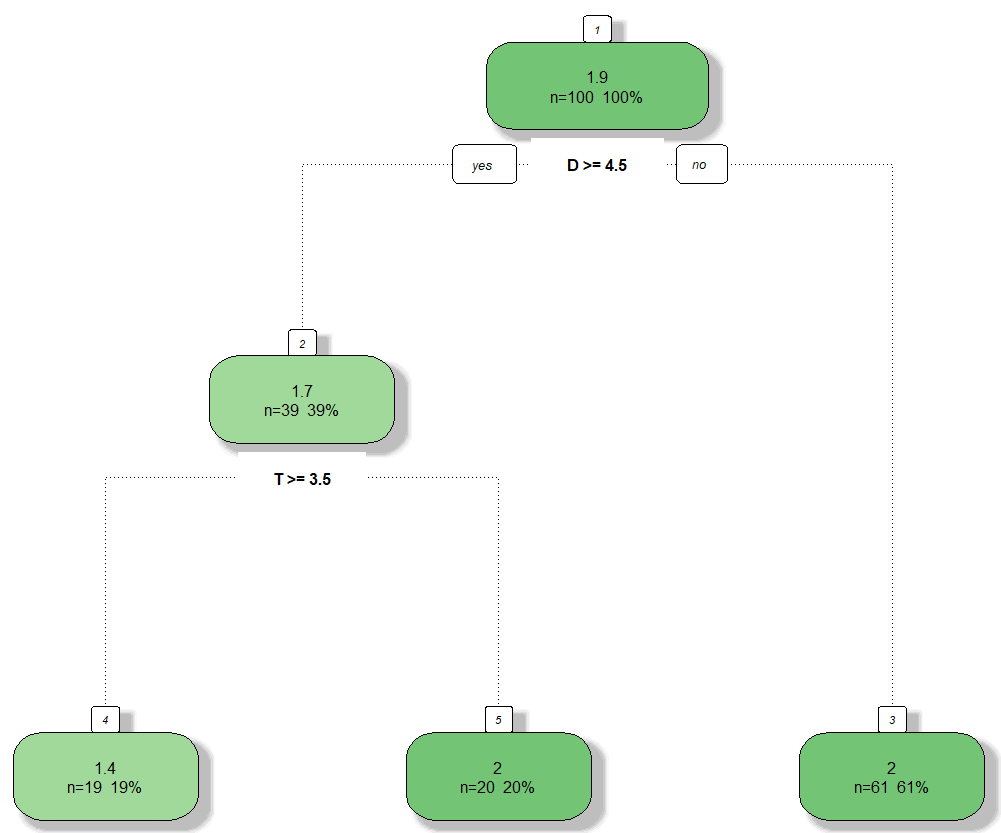 1
1.9
n=100 100%
yes D >= 4.5 no
2
1.7
n=39 39%
T >= 3.5
4
1.4
n=19 19%
5
2
n=20 20%
3
2
n=61 61%